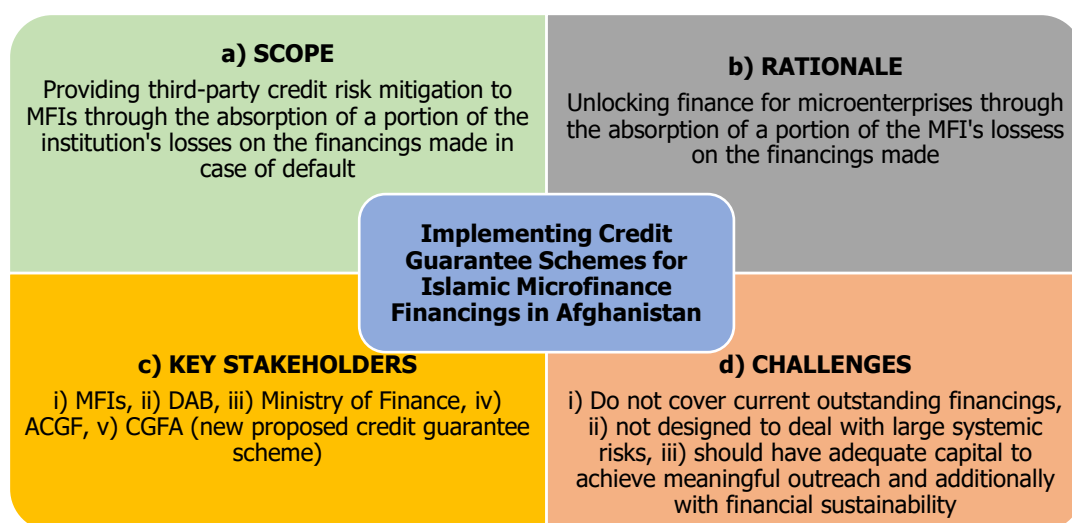 a) SCOPE
Providing third-party credit risk mitigation to
MFIs through the absorption of a portion of the
institution's losses on the financings made in
case of default
b) RATIONALE
Unlocking finance for microenterprises through
the absorption of a portion of the MFI's lossess
on the financings made
Implementing Credit
Guarantee Schemes for
Islamic Microfinance
Financings in Afghanistan
c) KEY STAKEHOLDERS
i) MFIs, ii) DAB, iii) Ministry of Finance, iv)
ACGF, v) CGFA (new proposed credit guarantee
scheme)
d) CHALLENGES
i) Do not cover current outstanding financings,
ii) not designed to deal with large systemic
risks, iii) should have adequate capital to
achieve meaningful outreach and additionally
with financial sustainability